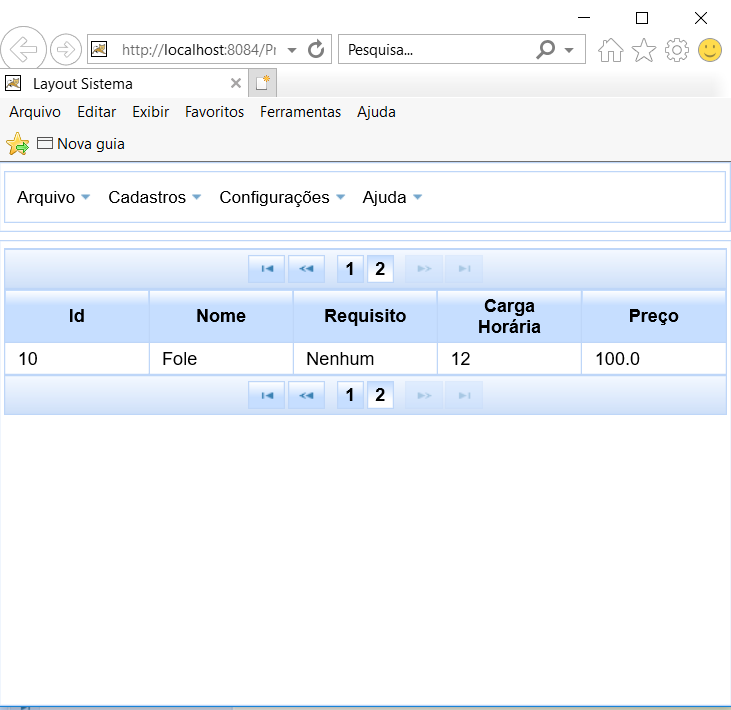 http://localhost:8084/Pr
Pesquisa...
Layout Sistema
Arquivo Editar Exibir Favoritos Ferramentas Ajuda
Nova guia
Arquivo Cadastros Configurações Ajuda
1 2
Id Nome Requisito Carga Horária Preço
10 Fole Nenhum 12 100.0
1 2